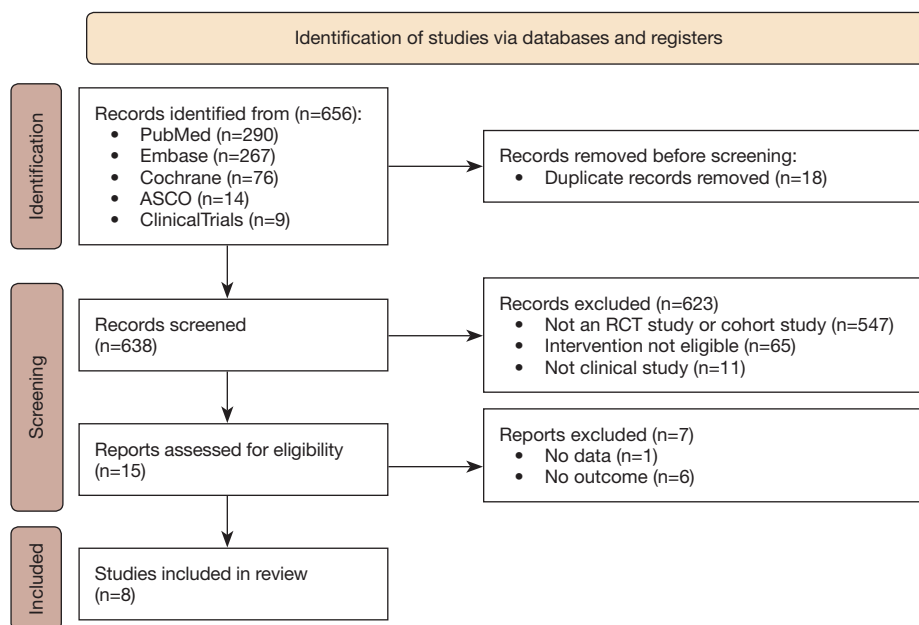 Identification of studies via databases and registers
Identification
Records identified from (n=656):
• PubMed (n=290)
• Embase (n=267)
• Cochrane (n=76)
• ASCO (n=14)
• ClinicalTrials (n=9)
Records removed before screening:
• Duplicate records removed (n=18)
Screening
Records screened
(n=638)
Records excluded (n=623)
• Not an RCT study or cohort study (n=547)
• Intervention not eligible (n=65)
• Not clinical study (n=11)
Reports assessed for eligibility
(n=15)
Reports excluded (n=7)
• No data (n=1)
• No outcome (n=6)
Included
Studies included in review
(n=8)